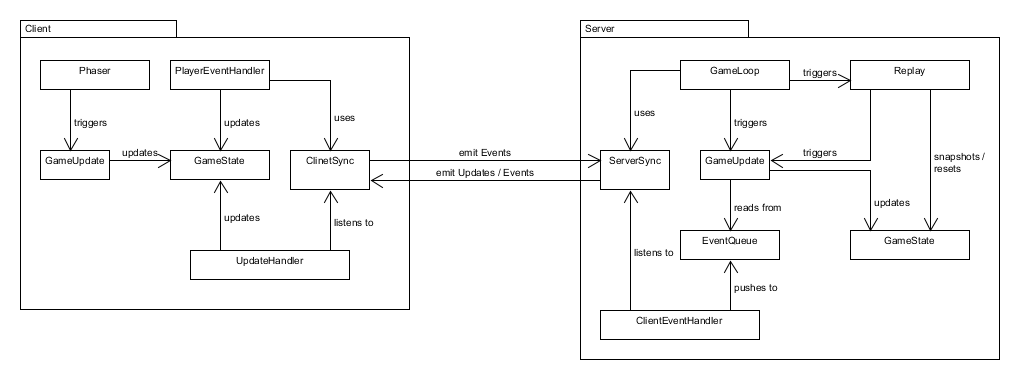 Client
Server
Phaser
PlayerEventHandler
GameLoop
triggers
Replay
uses
triggers
updates
uses
triggers
GameUpdate
updates
GameState
ClinetSync
emit Events
emit Updates / Events
ServerSync
GameUpdate
triggers
snapshots /
resets
updates
listens to
reads from
updates
UpdateHandler
EventQueue
GameState
listens to
pushes to
ClientEventHandler